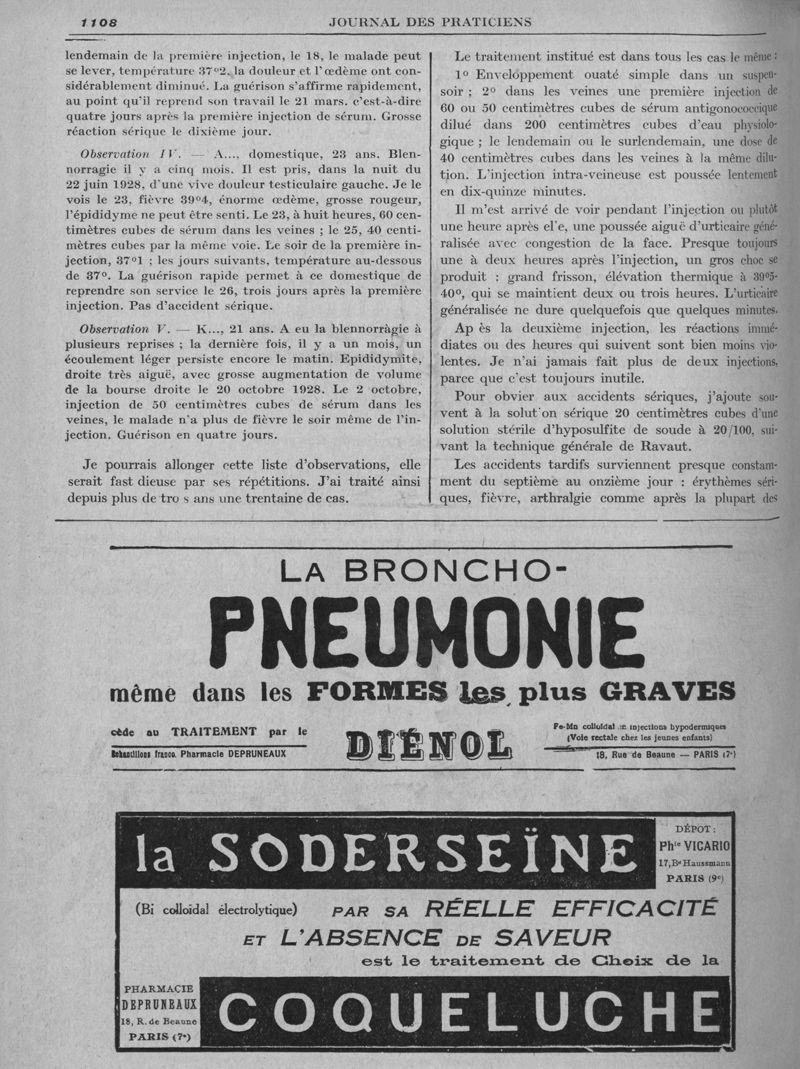 1108
JOURNAL DES PRATICIENS
lendemain de la première injection, le 18, le malade peut
se lever, température 37°2, la douleur et l'œdème ont con-
sidérablement diminué. La guérison s'affirme rapidement,
au point qu'il reprend son travail le 21 mars. c'est-à-dire
quatre jours après la première injection de sérum. Grosse
réaction sérique le dixième jour.
Observation IV. — A..., domestique, 23 ans. Blen-
norragie il y a cinq mois. Il est pris, dans la nuit du
22 juin 1928, d'une vive douleur testiculaire gauche. Je le
vois le 23, fièvre 39°4, énorme œdème, grosse rougeur,
l'épididyme ne peut être senti. Le 23, à huit heures, 60 cen-
timètres cubes de sérum dans les veines ; le 25, 40 centi-
mètres cubes par la même voie. Le soir de la première in-
jection, 37°1 ; les jours suivants, température au-dessous
de 37°. La guérison rapide permet à ce domestique de
reprendre son service le 26, trois jours après la première
injection. Pas d'accident sérique.
Observation V. — K..., 21 ans. A eu la blennorràgie à
plusieurs reprises ; la dernière fois, il y a un mois, un
écoulement léger persiste encore le matin. Epididymite,
droite très aiguë, avec grosse augmentation de volume
de la bourse droite le 20 octobre 1928. Le 2 octobre,
injection de 50 centimètres cubes de sérum dans les
veines, le malade n'a plus de fièvre le soir même de l'in-
jection. Guérison en quatre jours.
Je pourrais allonger cette liste d'observations, elle
serait fast dieuse par ses répétitions. J'ai traité ainsi
depuis plus de tro s ans une trentaine de cas.
Le traitement institué est dans tous les cas le même :
1° Enveloppement ouaté simple dans un suspen-
soir ; 2° dans les veines une première injection de
60 ou 50 centimètres cubes de sérum antigonococcique
dilué dans 200 centimètres cubes d'eau physiolo-
gique ; le lendemain ou le surlendemain, une dose de
40 centimètres cubes dans les veines à la même dilu-
tion. L'injection intra-veineuse est poussée lentement
en dix-quinze minutes.
Il m'est arrivé de voir pendant l'injection ou plutôt
une heure après el'e, une poussée aiguë d'urticaire géné-
ralisée avec congestion de la face. Presque toujours
une à deux heures après l'injection, un gros choc se
produit : grand frisson, élévation thermique à 39°5-
40°, qui se maintient deux ou trois heures. L'urticaire
généralisée ne dure quelquefois que quelques minutes.
Ap ès la deuxième injection, les réactions immé-
diates ou des heures qui suivent sont bien moins vio-
lentes. Je n'ai jamais fait plus de deux injections,
parce que c'est toujours inutile.
Pour obvier aux accidents sériques, j'ajoute sou-
vent à la solut'on sérique 20 centimètres cubes d'une
solution stérile d'hyposulfite de soude à 20/100, sui-
vant la technique générale de Ravaut.
Les accidents tardifs surviennent presque constam-
ment du septième au onzième jour : érythèmes séri-
ques, fièvre, arthralgie comme après la plupart des
LA BRONCHO-
PNEUMONIE
même dans les FORMES les plus GRAVES
cède au TRAITEMENT par le
Echantillons franco. Pharmacie DEPRUNEAUX
DIÉNOL
Fe-Mn colloidal en injections hypodermiques
(Voie rectale chez les jeunes enfants)
18, Rue de Beaune — PARIS (7e)
la SODERSEÏNE
DÉPOT :
Phie VICARIO
17, Bd Haussmann
PARIS (9e)
(Bi colloidal électrolytique) PAR SA RÉELLE EFFICACITÉ
ET L'ABSENCE DE SAVEUR
est le traitement de Choix de la
PHARMACIE
DEPRUNEAUX
18, R. de Beaune
PARIS (7e)
COQUELUCHE